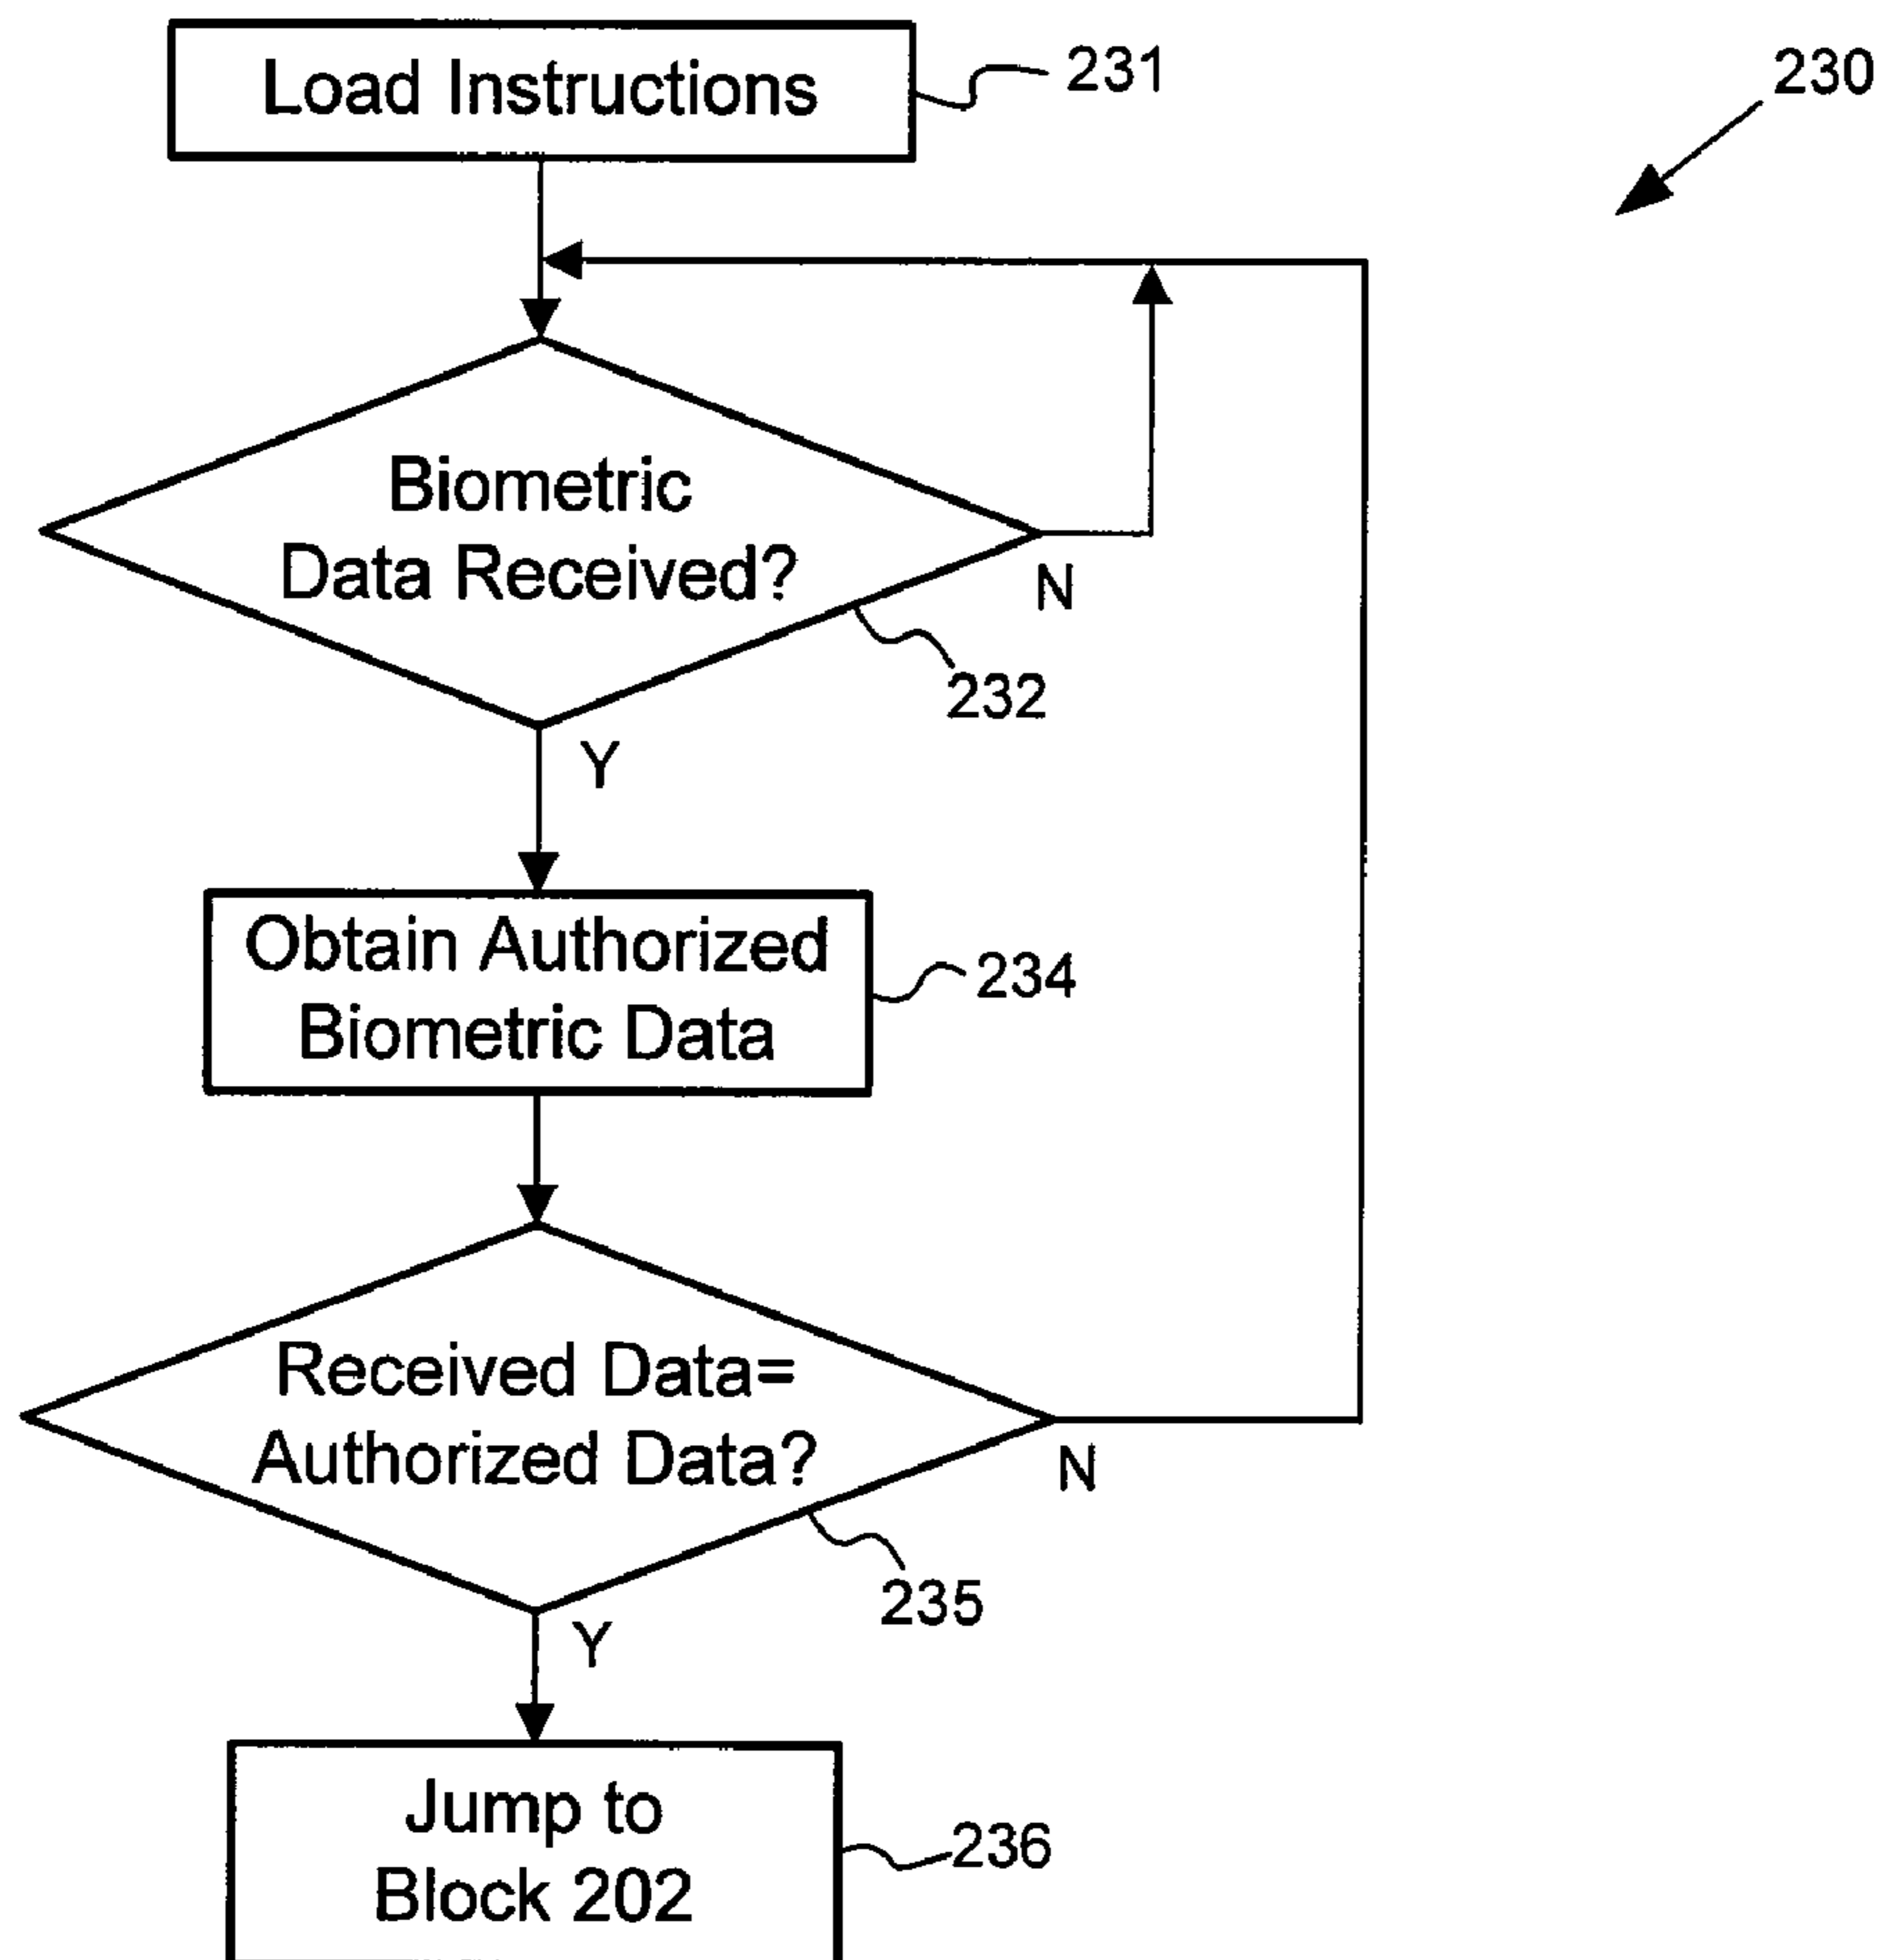 Load Instructions
231
230
Biometric
Data Received?
N
232
Y
Obtain Authorized
Biometric Data
234
Received Data=
Authorized Data?
N
235
Y
Jump to
Block 202
236